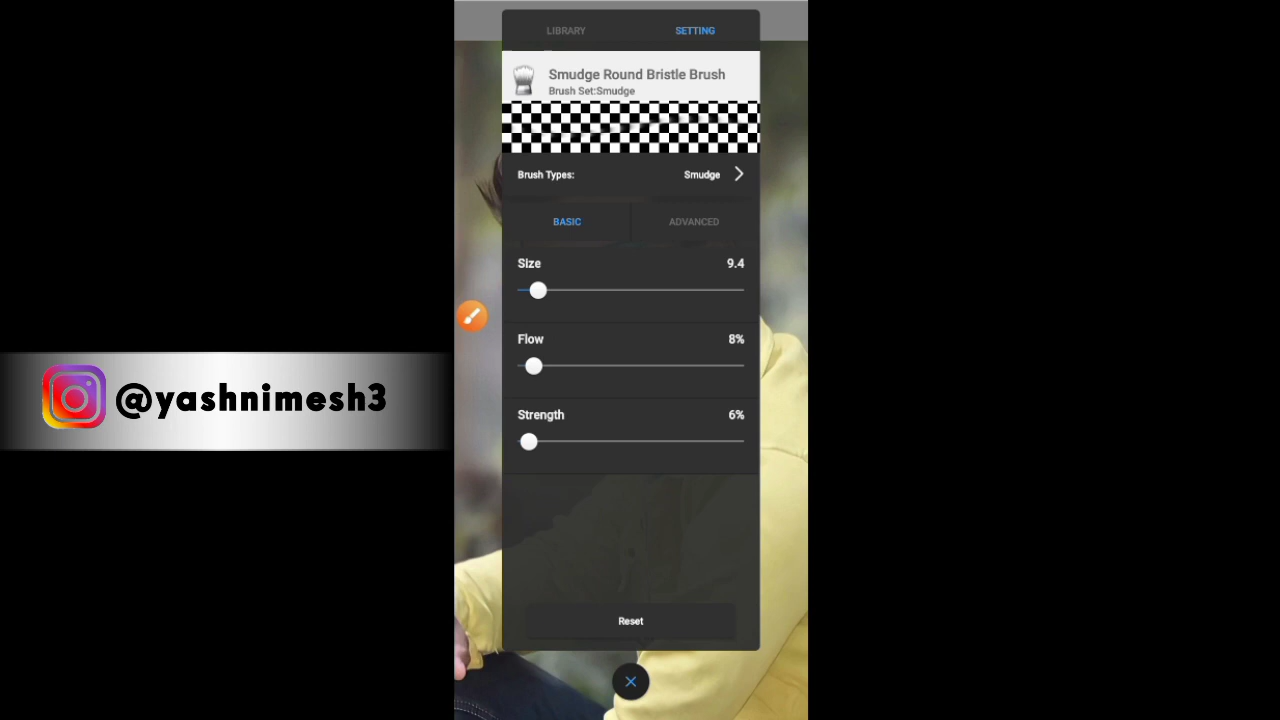 LIBRARY SETTING
Smudge Round Bristle Brush
Brush Set:Smudge
Brush Types: Smudge
BASIC ADVANCED
Size 9.4
Flow 8%
@yashnimesh3
Strength 6%
Reset